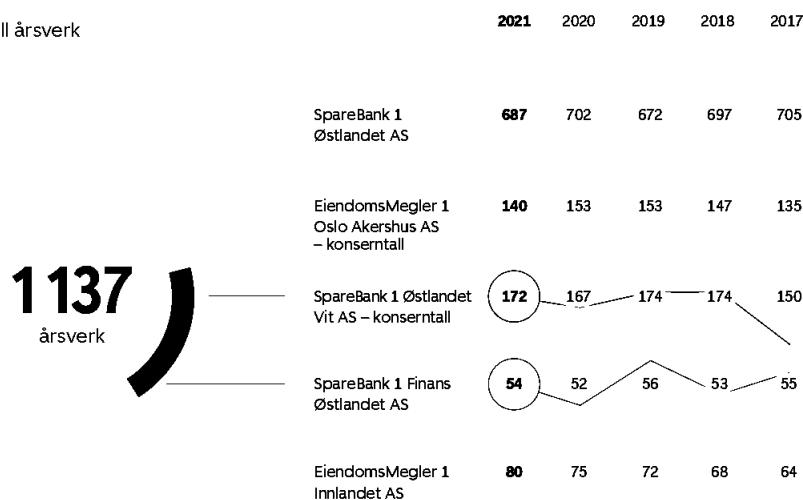 ll årsverk
2021 2020 2019 2018 2017
SpareBank 1 687 702 672 697 705
Østlandet AS
EiendomsMegler 1 140 153 153 147 135
Oslo Akershus AS
– konserntall
1 137
årsverk
SpareBank 1 Østlandet 172 167 174 174 150
Vit AS – konserntall
SpareBank 1 Finans 54 52 56 53 55
Østlandet AS
EiendomsMegler 1 80 75 72 68 64
Innlandet AS